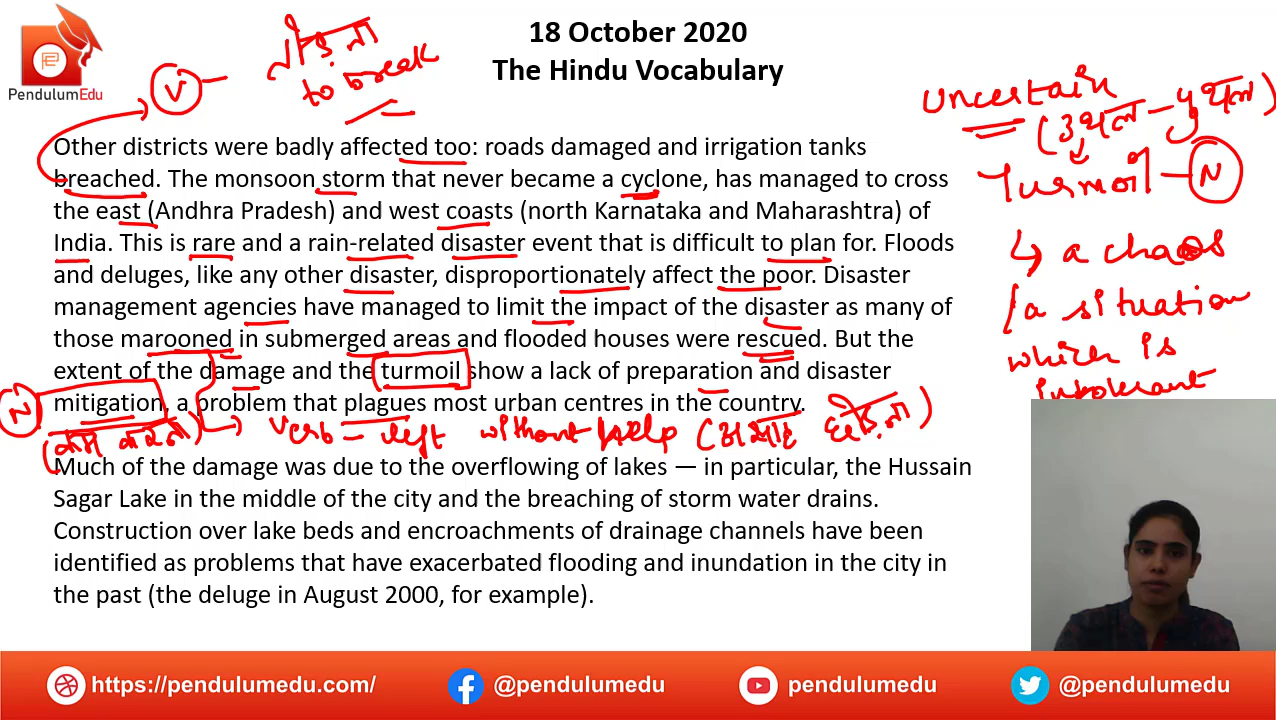 18 October 2020
The Hindu Vocabulary
PendulumEdu
V - तोड़ना
to break
Uncertain
(उथल-पुथल)
Turmoil - N
↳ a chaos
/a situation
which is
intolerant
Other districts were badly affected too: roads damaged and irrigation tanks
breached. The monsoon storm that never became a cyclone, has managed to cross
the east (Andhra Pradesh) and west coasts (north Karnataka and Maharashtra) of
India. This is rare and a rain-related disaster event that is difficult to plan for. Floods
and deluges, like any other disaster, disproportionately affect the poor. Disaster
management agencies have managed to limit the impact of the disaster as many of
those marooned in submerged areas and flooded houses were rescued. But the
extent of the damage and the turmoil show a lack of preparation and disaster
mitigation, a problem that plagues most urban centres in the country.
N
(कम करना)
verb = left without help (असहाय छोड़ना)
Much of the damage was due to the overflowing of lakes — in particular, the Hussain
Sagar Lake in the middle of the city and the breaching of storm water drains.
Construction over lake beds and encroachments of drainage channels have been
identified as problems that have exacerbated flooding and inundation in the city in
the past (the deluge in August 2000, for example).
https://pendulumedu.com/ @pendulumedu pendulumedu @pendulumedu